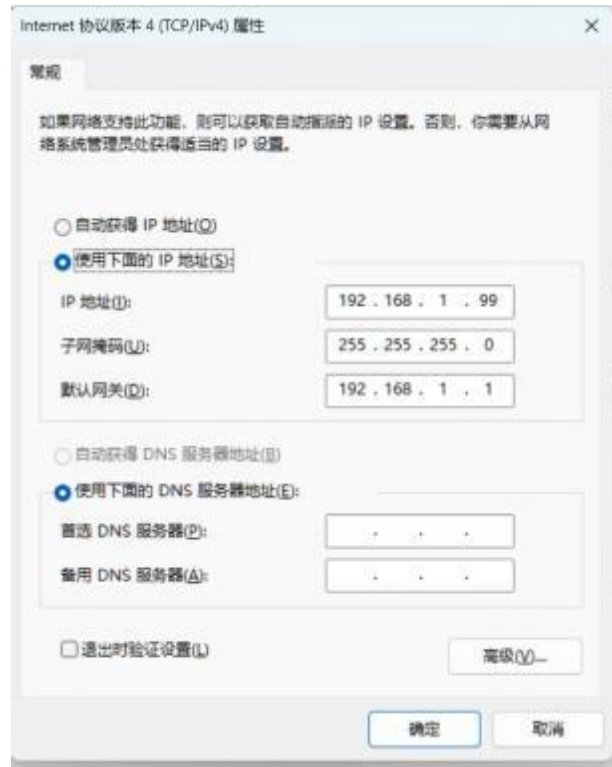 Internet 协议版本 4 (TCP/IPv4) 属性
常规
如果网络支持此功能，则可以获取自动指派的 IP 设置。否则，你需要从网
络系统管理员处获得适当的 IP 设置。
自动获得 IP 地址(O)
使用下面的 IP 地址(S):
IP 地址(I): 192 . 168 . 1 . 99
子网掩码(U): 255 . 255 . 255 . 0
默认网关(D): 192 . 168 . 1 . 1
自动获得 DNS 服务器地址(B)
使用下面的 DNS 服务器地址(E):
首选 DNS 服务器(P): . . .
备用 DNS 服务器(A): . . .
退出时验证设置(L)
高级(V)...
确定 取消